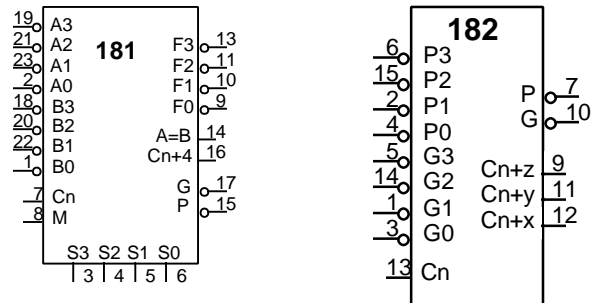 181
19 A3
21 A2
23 A1
2 A0
18 B3
20 B2
22 B1
1 B0
7 Cn
8 M
F3 13
F2 11
F1 10
F0 9
A=B 14
Cn+4 16
G 17
P 15
S3 S2 S1 S0
3 4 5 6
182
6 P3
15 P2
2 P1
4 P0
5 G3
14 G2
1 G1
3 G0
13 Cn
P 7
G 10
Cn+z 9
Cn+y 11
Cn+x 12